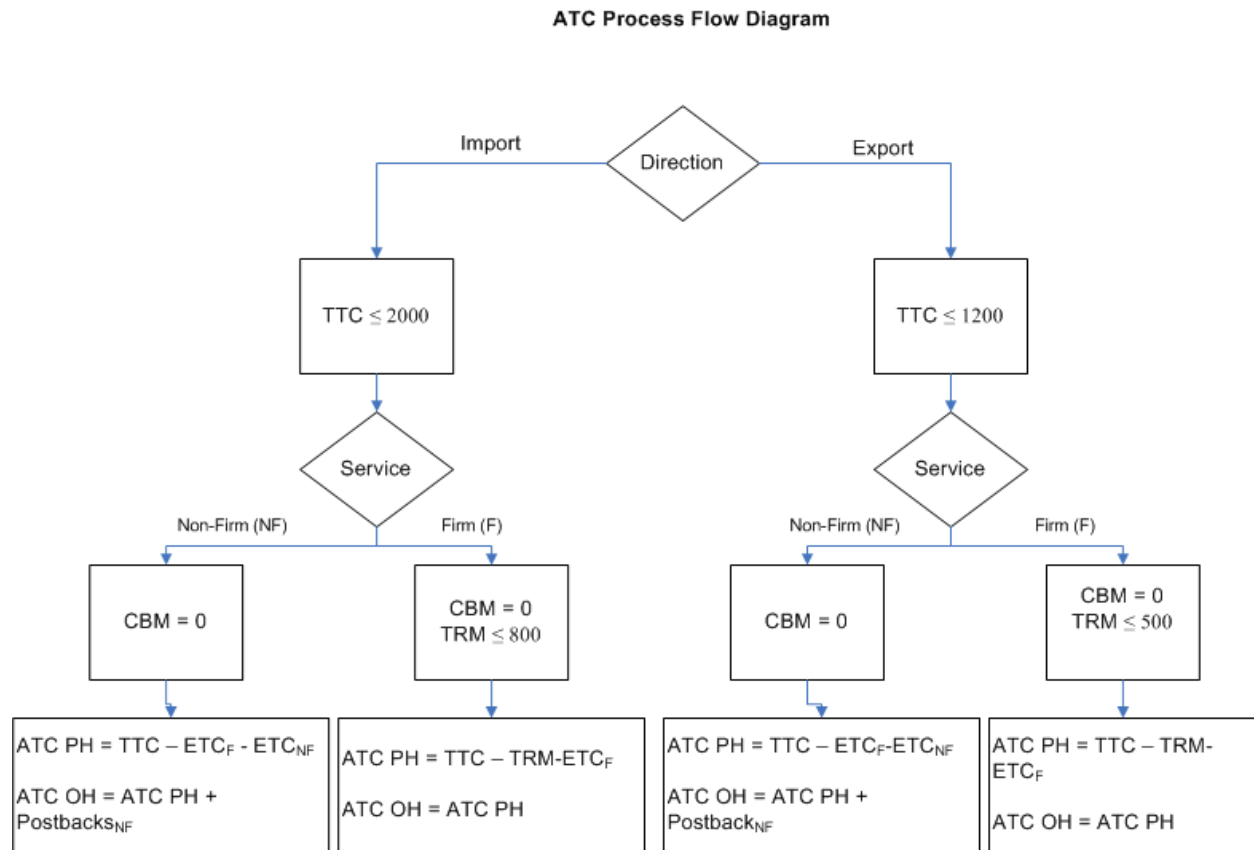 ATC Process Flow Diagram
Import
Direction
Export
TTC ≤ 2000
TTC ≤ 1200
Service
Service
Non-Firm (NF)
Firm (F)
Non-Firm (NF)
Firm (F)
CBM = 0
CBM = 0
TRM ≤ 800
CBM = 0
CBM = 0
TRM ≤ 500
ATC PH = TTC – ETCF - ETCNF
ATC OH = ATC PH +
PostbacksNF
ATC PH = TTC – TRM-ETCF
ATC OH = ATC PH
ATC PH = TTC – ETCF-ETCNF
ATC OH = ATC PH +
PostbackNF
ATC PH = TTC – TRM-
ETCF
ATC OH = ATC PH